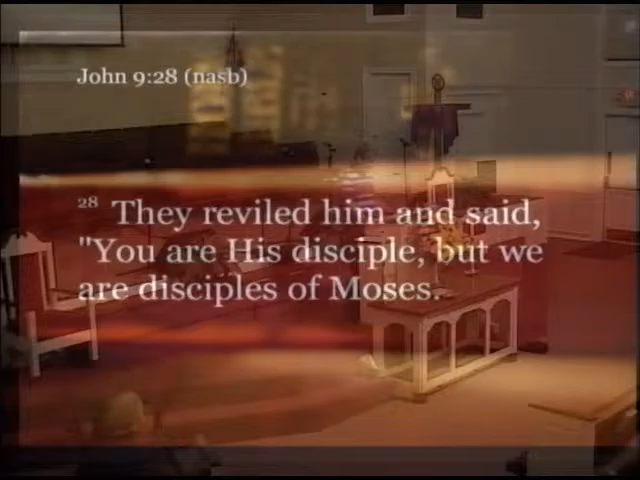 John 9:28 (nasb)
28 They reviled him and said,
"You are His disciple, but we
are disciples of Moses.